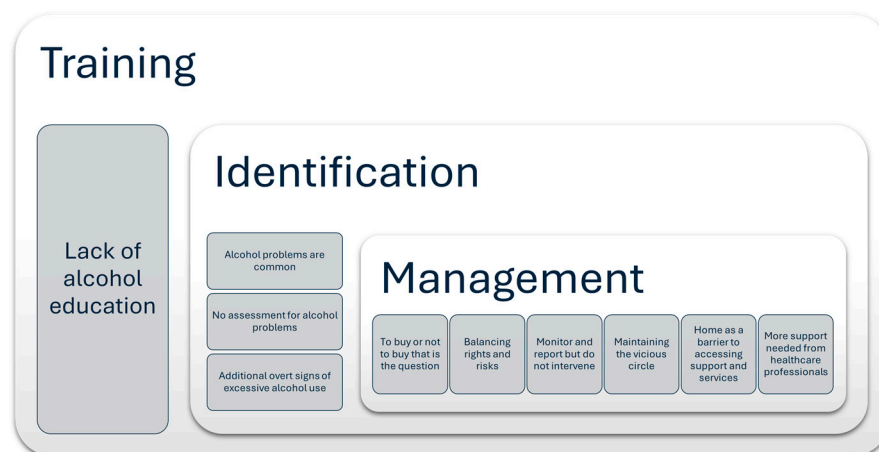 Training
Lack of
alcohol
education
Identification
Alcohol problems are
common
No assessment for alcohol
problems
Additional overt signs of
excessive alcohol use
Management
To buy or not
to buy that is
the question
Balancing
rights and
risks
Monitor and
report but do
not intervene
Maintaining
the vicious
circle
Home as a
barrier to
accessing
support and
services
More support
needed from
healthcare
professionals